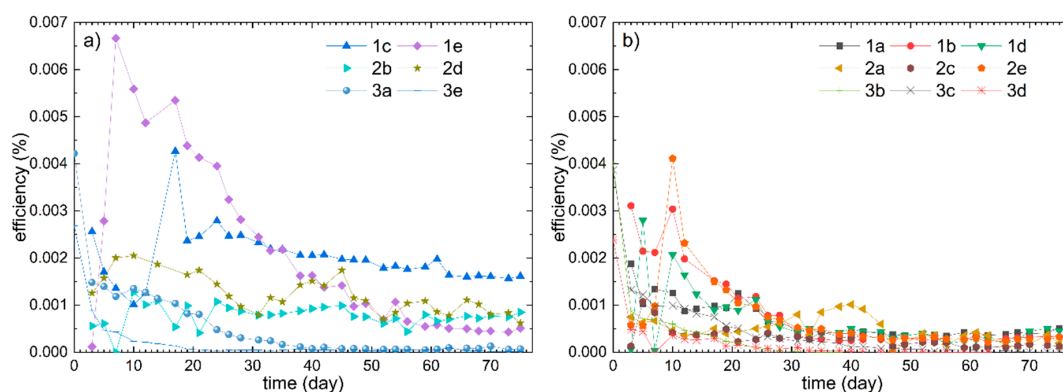 a)
1c 1e
2b 2d
3a 3e
0.007
0.006
0.005
0.004
0.003
0.002
0.001
0.000
efficiency (%)
0 10 20 30 40 50 60 70
time (day)
b)
1a 1b 1d
2a 2c 2e
3b 3c 3d
0.007
0.006
0.005
0.004
0.003
0.002
0.001
0.000
efficiency (%)
0 10 20 30 40 50 60 70
time (day)